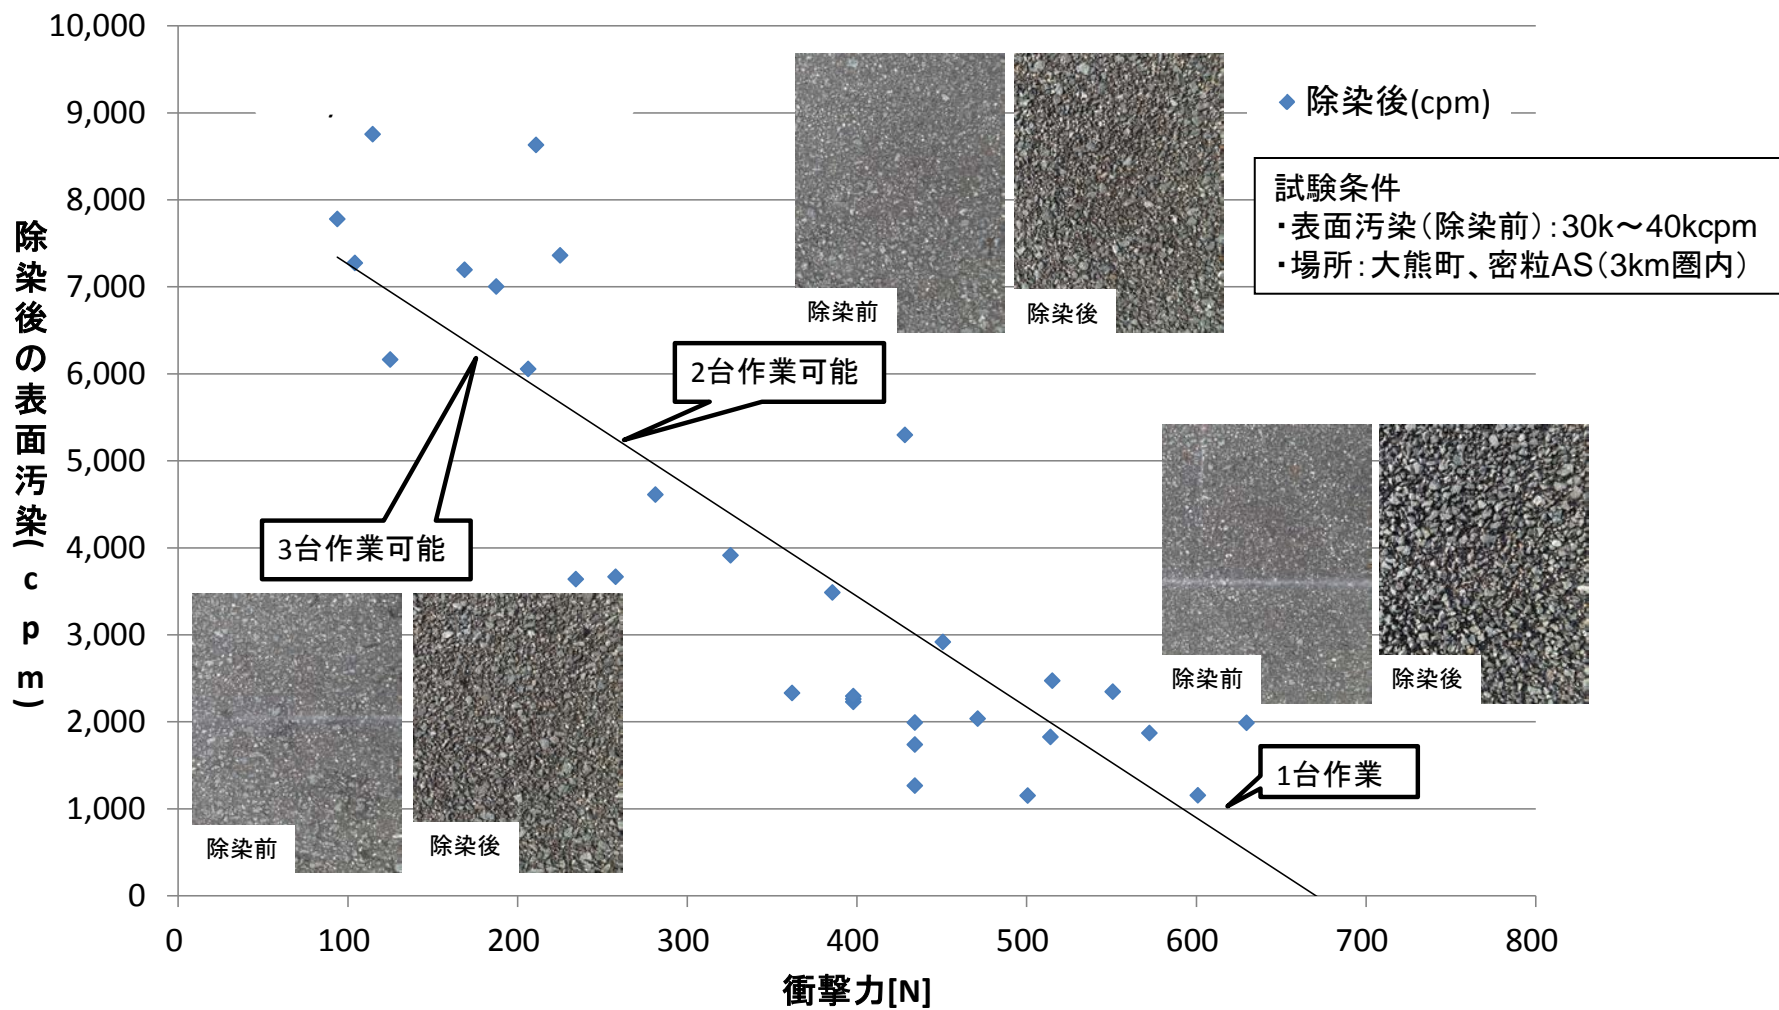 10,000
9,000
8,000
7,000
6,000
5,000
4,000
3,000
2,000
1,000
0
除染後の表面汚染(cpm)
0
100
200
300
400
500
600
700
800
衝撃力[N]
除染後(cpm)
試験条件
・表面汚染(除染前):30k～40kcpm
・場所:大熊町、密粒AS(3km圏内)
除染前
除染後
2台作業可能
3台作業可能
除染前
除染後
除染前
除染後
1台作業